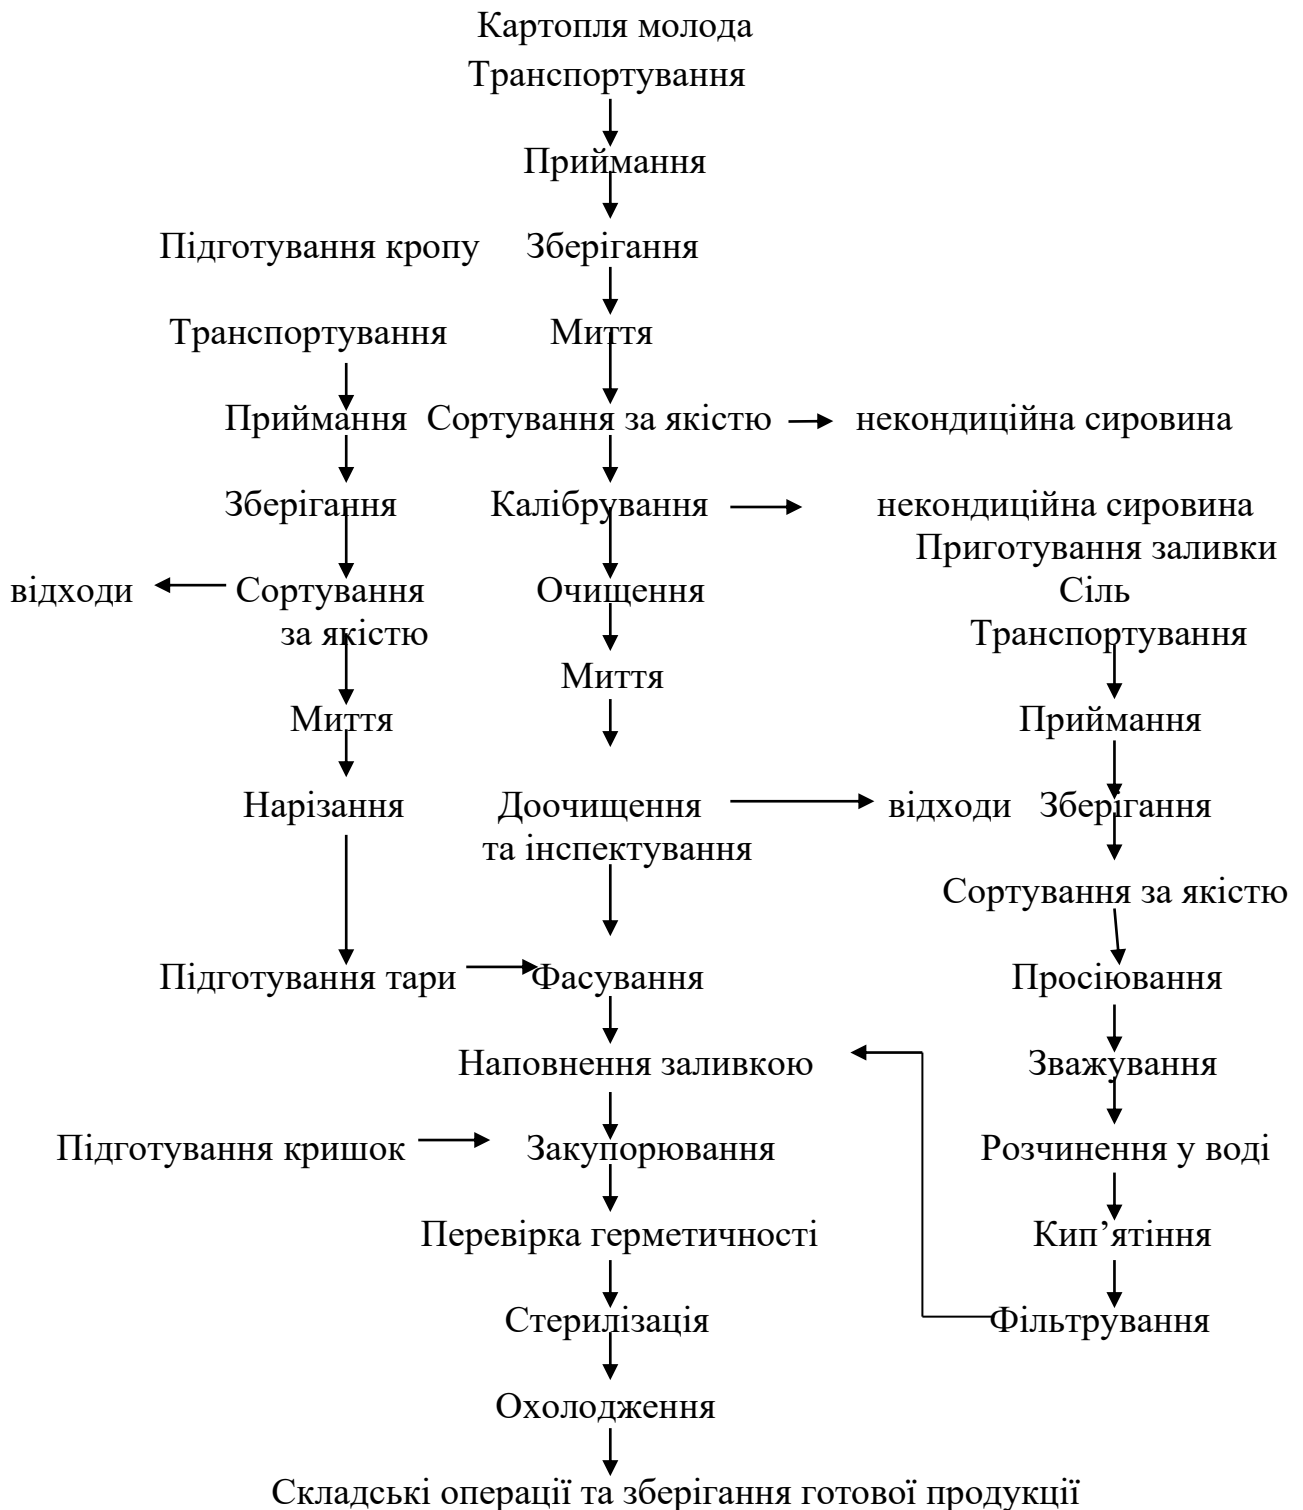 Картопля молода
Транспортування
Приймання
Підготування кропу Зберігання
Транспортування Миття
Приймання Сортування за якістю некондиційна сировина
Зберігання Калібрування некондиційна сировина
Приготування заливки
відходи Сортування Очищення Сіль
за якістю Транспортування
Миття
Миття Приймання
Нарізання Доочищення відходи Зберігання
та інспектування
Сортування за якістю
Підготування тари Фасування Просіювання
Наповнення заливкою Зважування
Підготування кришок Закупорювання Розчинення у воді
Перевірка герметичності Кип’ятіння
Стерилізація Фільтрування
Охолодження
Складські операції та зберігання готової продукції